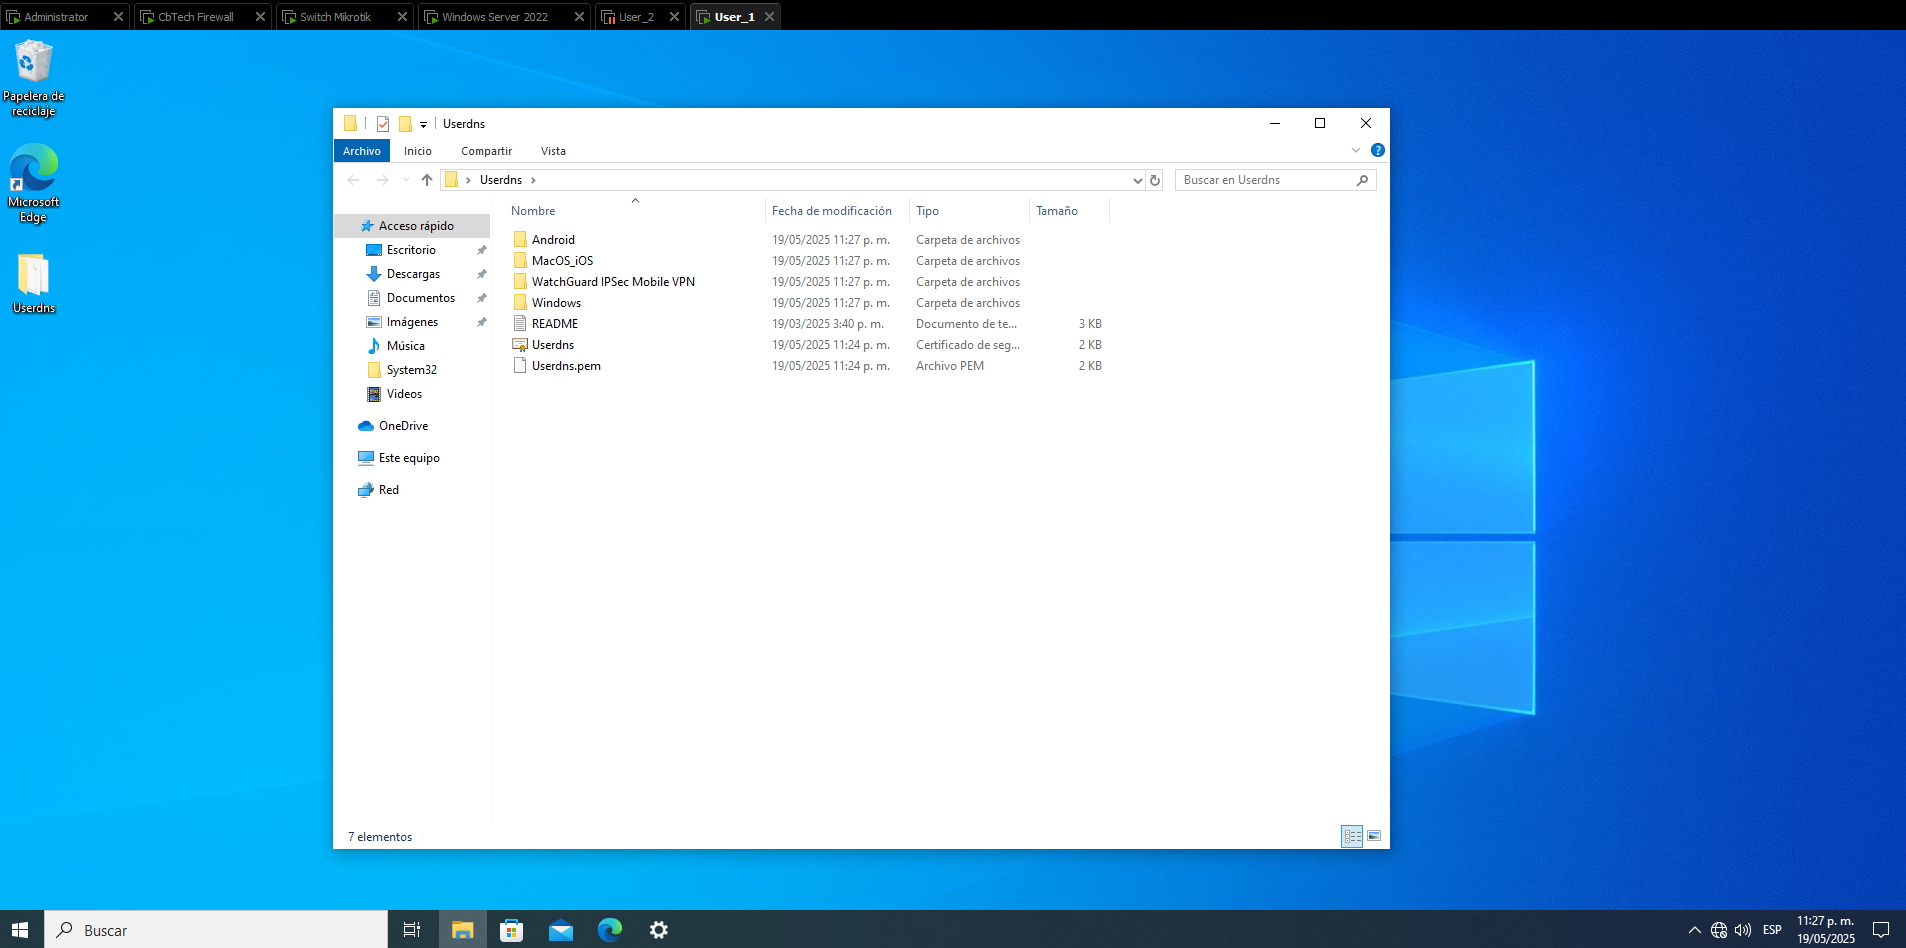 Administrator
CbTech Firewall
Switch Mikrotik
Windows Server 2022
User_2
User_1
Papelera de
reciclaje
Microsoft
Edge
Userdns
Userdns
Archivo
Inicio
Compartir
Vista
Userdns
Buscar en Userdns
Acceso rápido
Escritorio
Descargas
Documentos
Imágenes
Música
System32
Videos
OneDrive
Este equipo
Red
Nombre Fecha de modificación Tipo Tamaño
Android 19/05/2025 11:27 p. m. Carpeta de archivos
MacOS_iOS 19/05/2025 11:27 p. m. Carpeta de archivos
WatchGuard IPSec Mobile VPN 19/05/2025 11:27 p. m. Carpeta de archivos
Windows 19/05/2025 11:27 p. m. Carpeta de archivos
README 19/03/2025 3:40 p. m. Documento de te... 3 KB
Userdns 19/05/2025 11:24 p. m. Certificado de seg... 2 KB
Userdns.pem 19/05/2025 11:24 p. m. Archivo PEM 2 KB
7 elementos
Buscar
ESP
11:27 p. m.
19/05/2025